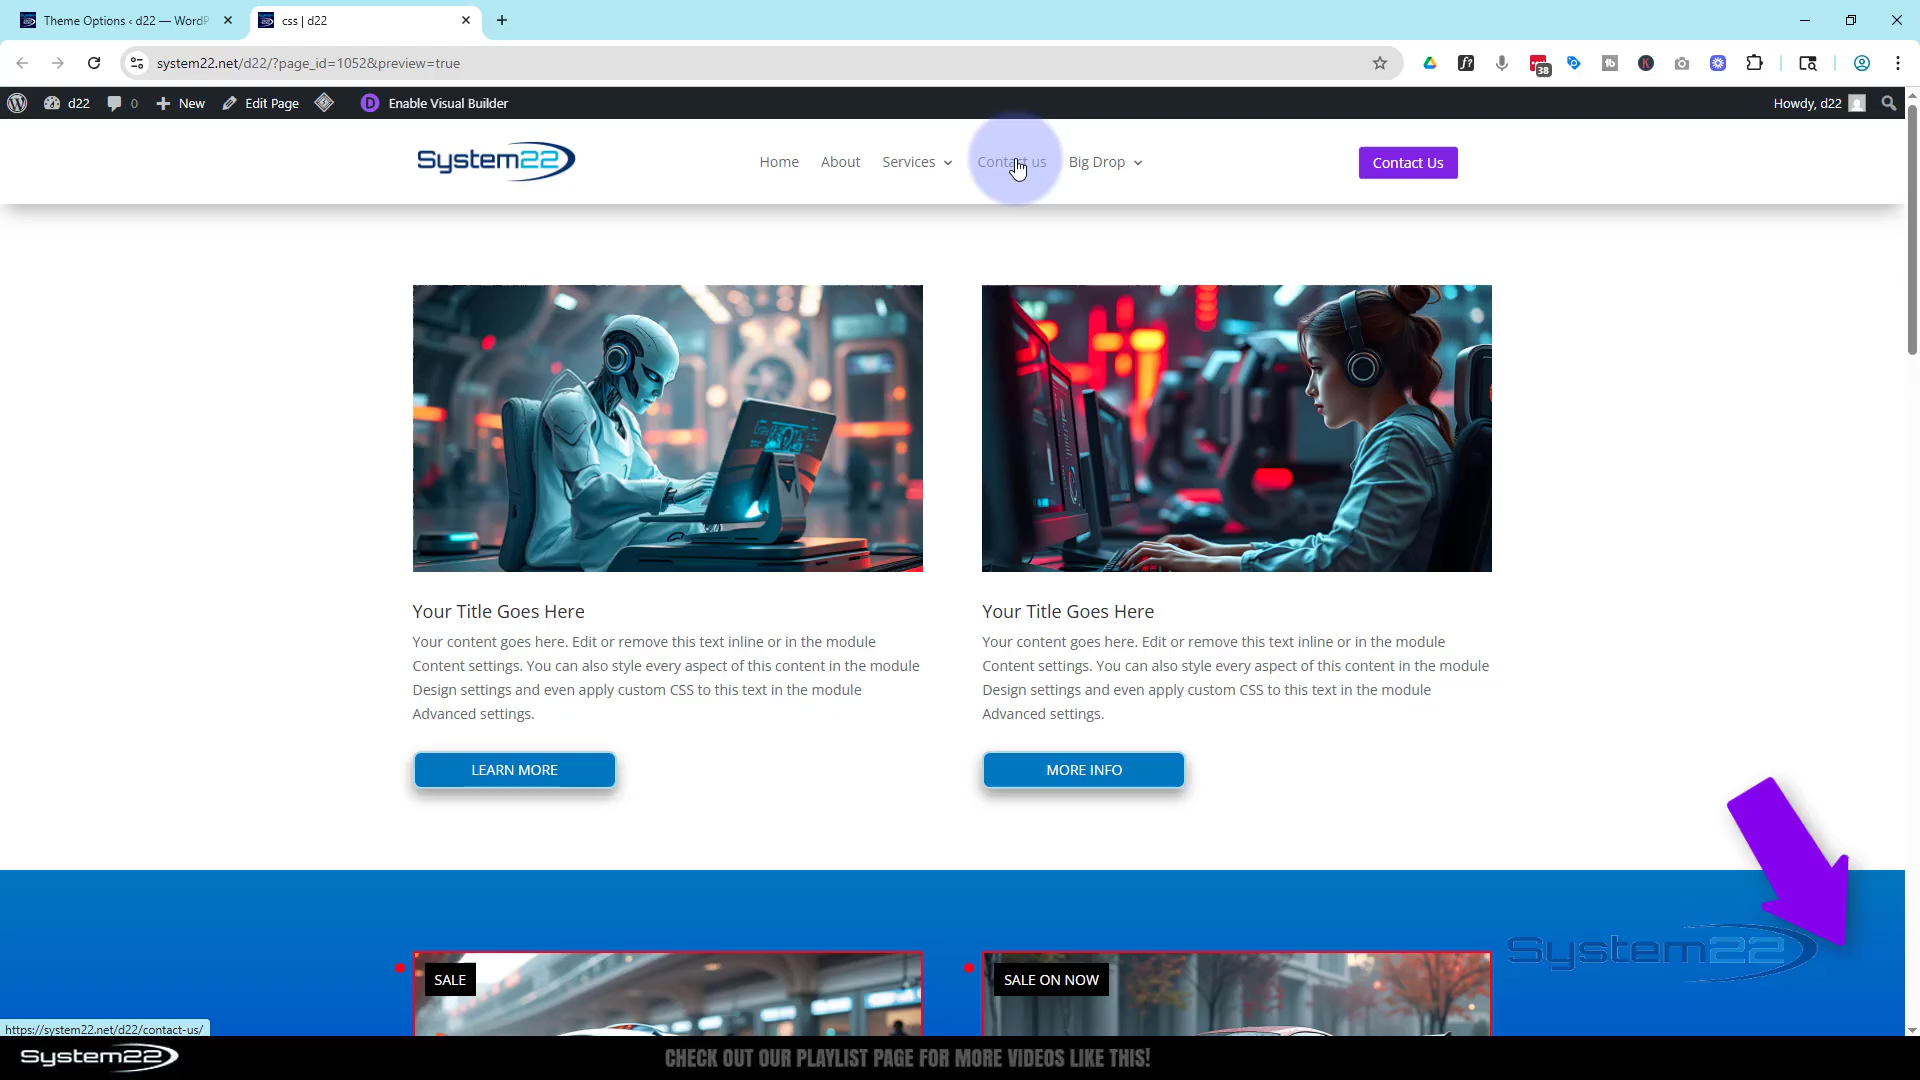 Theme Options ‹ d22 — WordP
css | d22
system22.net/d22/?page_id=1052&preview=true
38
d22
0
New
Edit Page
D
Enable Visual Builder
Howdy, d22
System22
Home
About
Services
Contact us
Big Drop
Contact Us
Your Title Goes Here
Your content goes here. Edit or remove this text inline or in the module
Content settings. You can also style every aspect of this content in the module
Design settings and even apply custom CSS to this text in the module
Advanced settings.
LEARN MORE
Your Title Goes Here
Your content goes here. Edit or remove this text inline or in the module
Content settings. You can also style every aspect of this content in the module
Design settings and even apply custom CSS to this text in the module
Advanced settings.
MORE INFO
System22
SALE
SALE ON NOW
https://system22.net/d22/contact-us/
System22
CHECK OUT OUR PLAYLIST PAGE FOR MORE VIDEOS LIKE THIS!